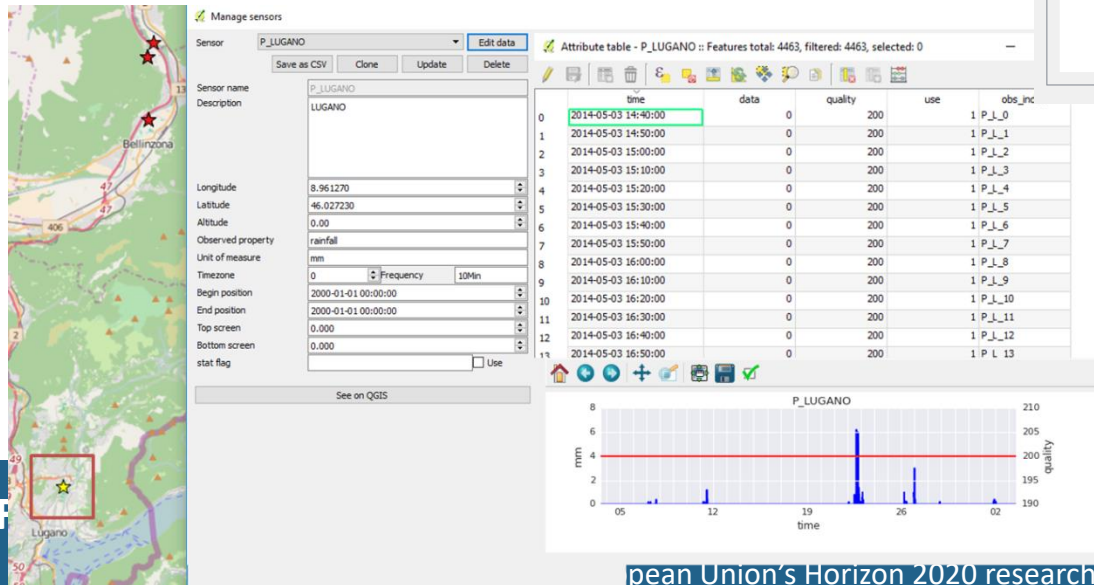 Manage sensors
Sensor P_LUGANO Edit data
Save as CSV Clone Update Delete
Sensor name P_LUGANO
Description LUGANO
Longitude 8.961270
Latitude 46.027230
Altitude 0.00
Observed property rainfall
Unit of measure mm
Timezone 0 Frequency 10Min
Begin position 2000-01-01 00:00:00
End position 2000-01-01 00:00:00
Top screen 0.000
Bottom screen 0.000
stat flag Use
See on QGIS
Attribute table - P_LUGANO :: Features total: 4463, filtered: 4463, selected: 0
time data quality use obs_inc
0 2014-05-03 14:40:00 0 200 1 P_L_0
1 2014-05-03 14:50:00 0 200 1 P_L_1
2 2014-05-03 15:00:00 0 200 1 P_L_2
3 2014-05-03 15:10:00 0 200 1 P_L_3
4 2014-05-03 15:20:00 0 200 1 P_L_4
5 2014-05-03 15:30:00 0 200 1 P_L_5
6 2014-05-03 15:40:00 0 200 1 P_L_6
7 2014-05-03 15:50:00 0 200 1 P_L_7
8 2014-05-03 16:00:00 0 200 1 P_L_8
9 2014-05-03 16:10:00 0 200 1 P_L_9
10 2014-05-03 16:20:00 0 200 1 P_L_10
11 2014-05-03 16:30:00 0 200 1 P_L_11
12 2014-05-03 16:40:00 0 200 1 P_L_12
13 2014-05-03 16:50:00 0 200 1 P_L_13
P_LUGANO
8 210
6 205
mm 4 200 quality
2 195
0 190
05 12 19 26 02
time
13
Bellinzona
47
47
406
2
49
Lugano
50
pean Union's Horizon 2020 research